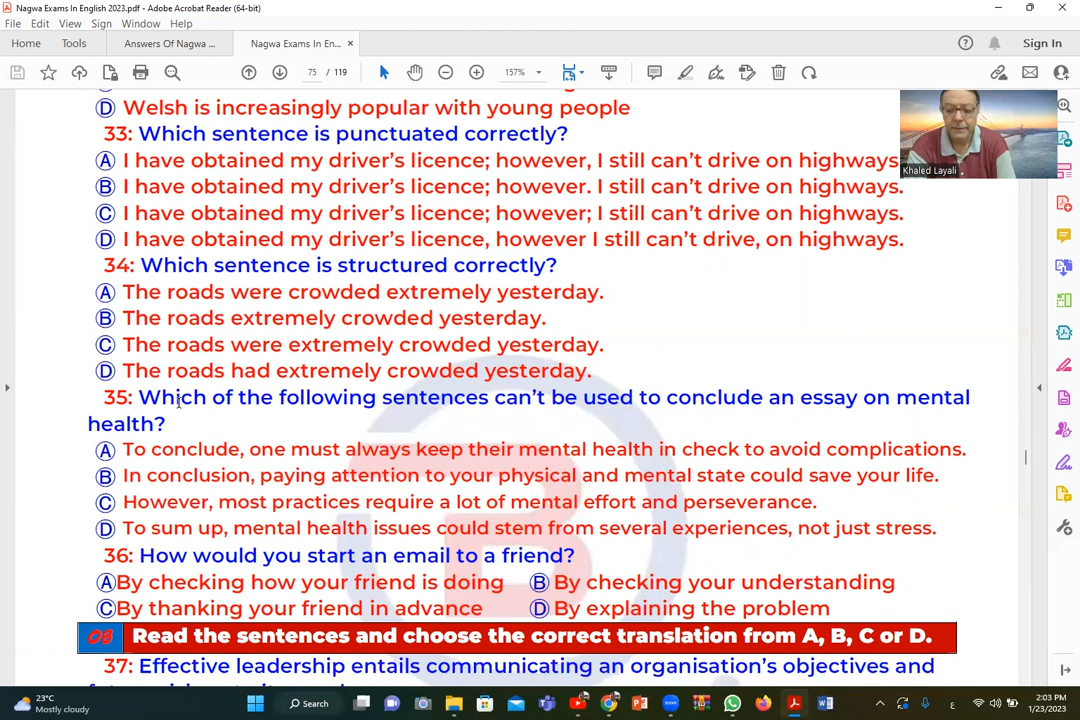 Nagwa Exams In English 2023.pdf - Adobe Acrobat Reader (64-bit)
File Edit View Sign Window Help
Home Tools Answers Of Nagwa ... Nagwa Exams In En... × Sign In
75 / 119 157%
D Welsh is increasingly popular with young people
33: Which sentence is punctuated correctly?
A I have obtained my driver's licence; however, I still can't drive on highways.
B I have obtained my driver's licence; however. I still can't drive on highways.
C I have obtained my driver's licence; however; I still can't drive on highways.
D I have obtained my driver's licence, however I still can't drive, on highways.
Khaled Layali
34: Which sentence is structured correctly?
A The roads were crowded extremely yesterday.
B The roads extremely crowded yesterday.
C The roads were extremely crowded yesterday.
D The roads had extremely crowded yesterday.
35: Which of the following sentences can't be used to conclude an essay on mental
health?
A To conclude, one must always keep their mental health in check to avoid complications.
B In conclusion, paying attention to your physical and mental state could save your life.
C However, most practices require a lot of mental effort and perseverance.
D To sum up, mental health issues could stem from several experiences, not just stress.
36: How would you start an email to a friend?
A By checking how your friend is doing B By checking your understanding
C By thanking your friend in advance D By explaining the problem
08 Read the sentences and choose the correct translation from A, B, C or D.
37: Effective leadership entails communicating an organisation's objectives and
23°C
Mostly cloudy
Search
ع
2:03 PM
1/23/2023